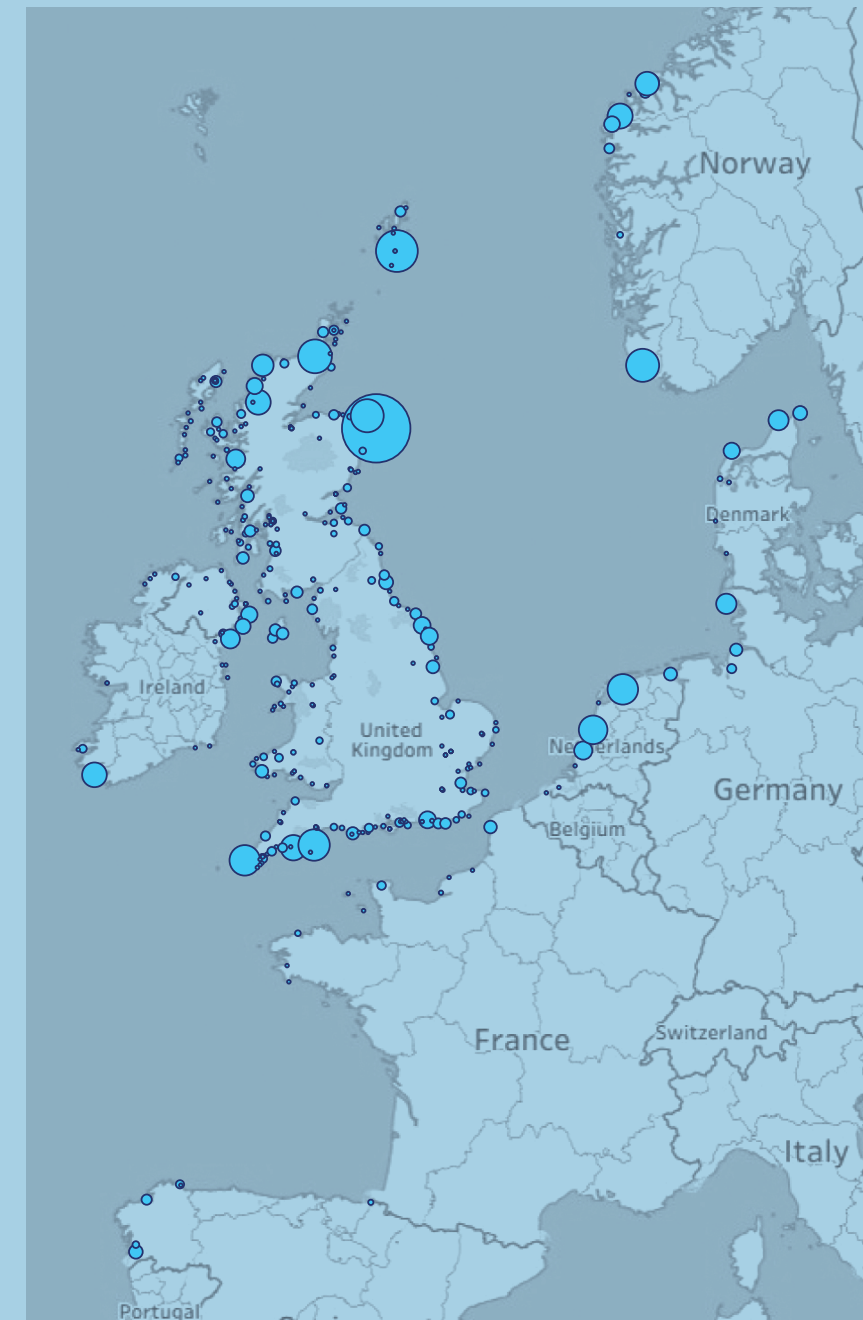 Norway
Denmark
Ireland
United
Kingdom
Netherlands
Germany
Belgium
France
Switzerland
Italy
Portugal